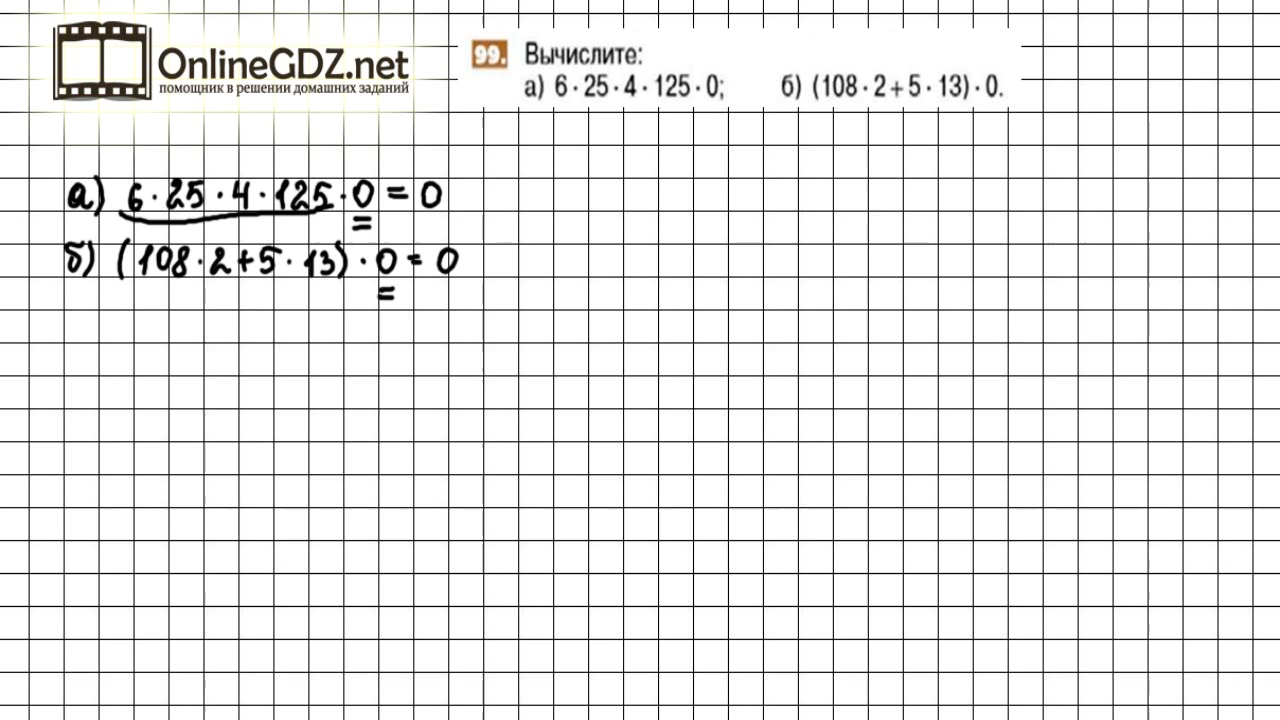 OnlineGDZ.net
помощник в решении домашних заданий
99. Вычислите:
а) 6 · 25 · 4 · 125 · 0; б) (108 · 2 + 5 · 13) · 0.
а) 6 · 25 · 4 · 125 · 0 = 0
б) (108 · 2 + 5 · 13) · 0 = 0